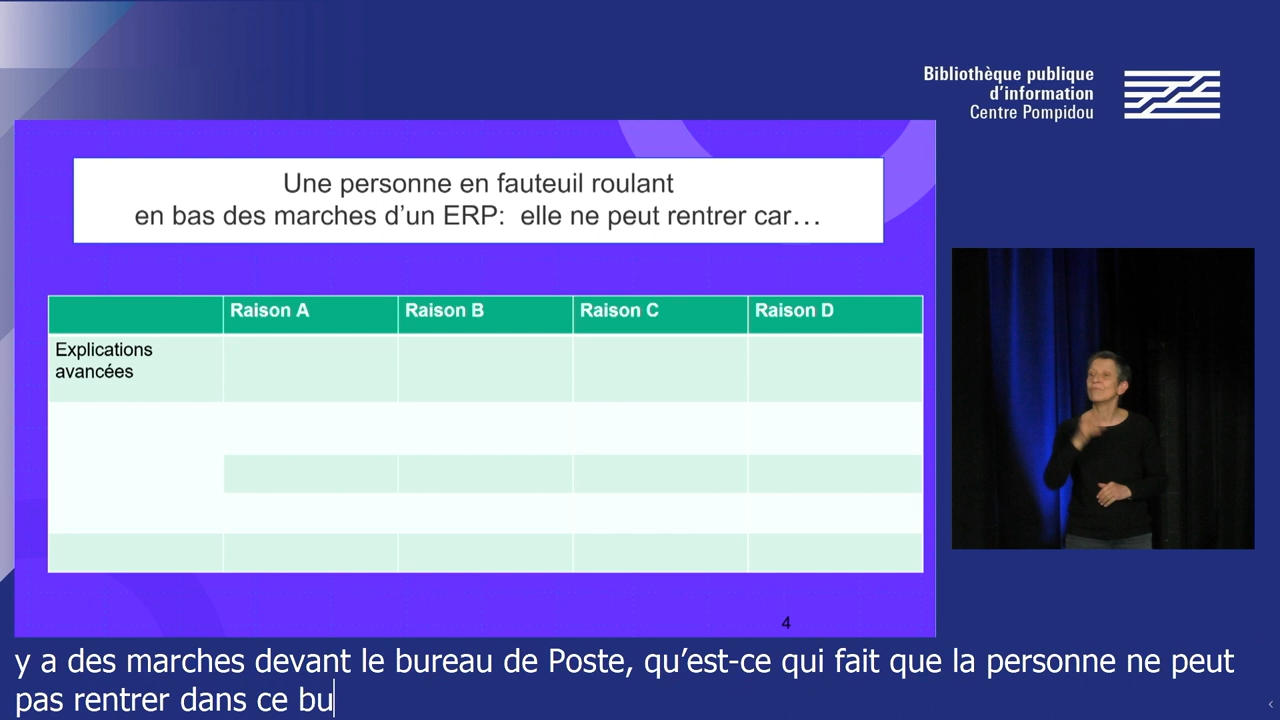 Bibliothèque publique
d’information
Centre Pompidou
Une personne en fauteuil roulant
en bas des marches d’un ERP: elle ne peut rentrer car…
Raison A Raison B Raison C Raison D
Explications
avancées
4
y a des marches devant le bureau de Poste, qu’est-ce qui fait que la personne ne peut
pas rentrer dans ce bu